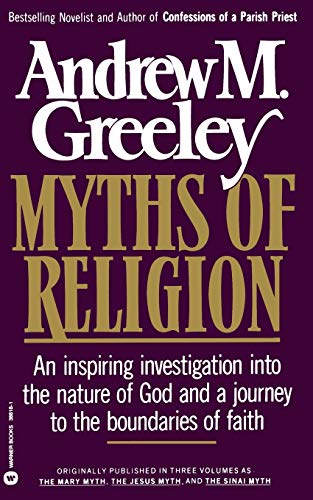 Bestselling Novelist and Author of Confessions of a Parish Priest
Andrew M.
Greeley
MYTHS OF
RELIGION
An inspiring investigation into
the nature of God and a journey
to the boundaries of faith
ORIGINALLY PUBLISHED IN THREE VOLUMES AS
THE MARY MYTH, THE JESUS MYTH, AND THE SINAI MYTH
WARNER BOOKS